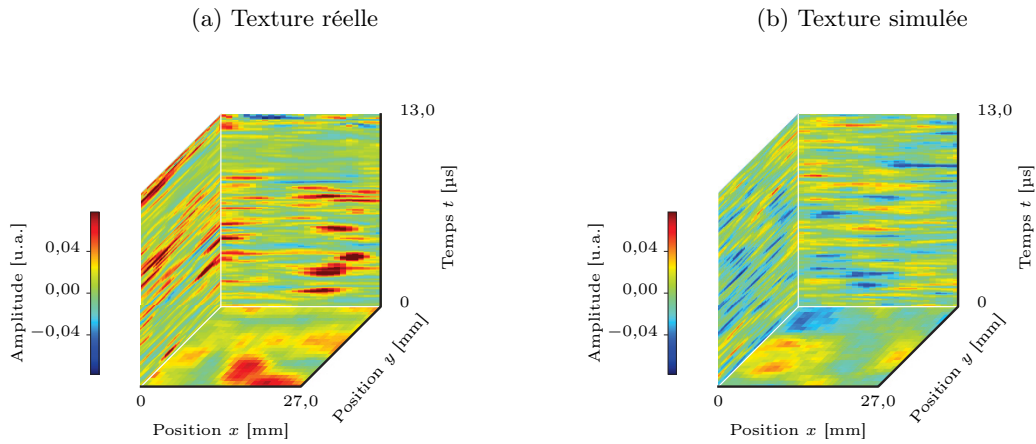 (a) Texture réelle
(b) Texture simulée
13,0
Temps t [µs]
0
Amplitude [u.a.]
0,04
0,00
−0,04
0
27,0
Position x [mm]
Position y [mm]
13,0
Temps t [µs]
0
Amplitude [u.a.]
0,04
0,00
−0,04
0
27,0
Position x [mm]
Position y [mm]